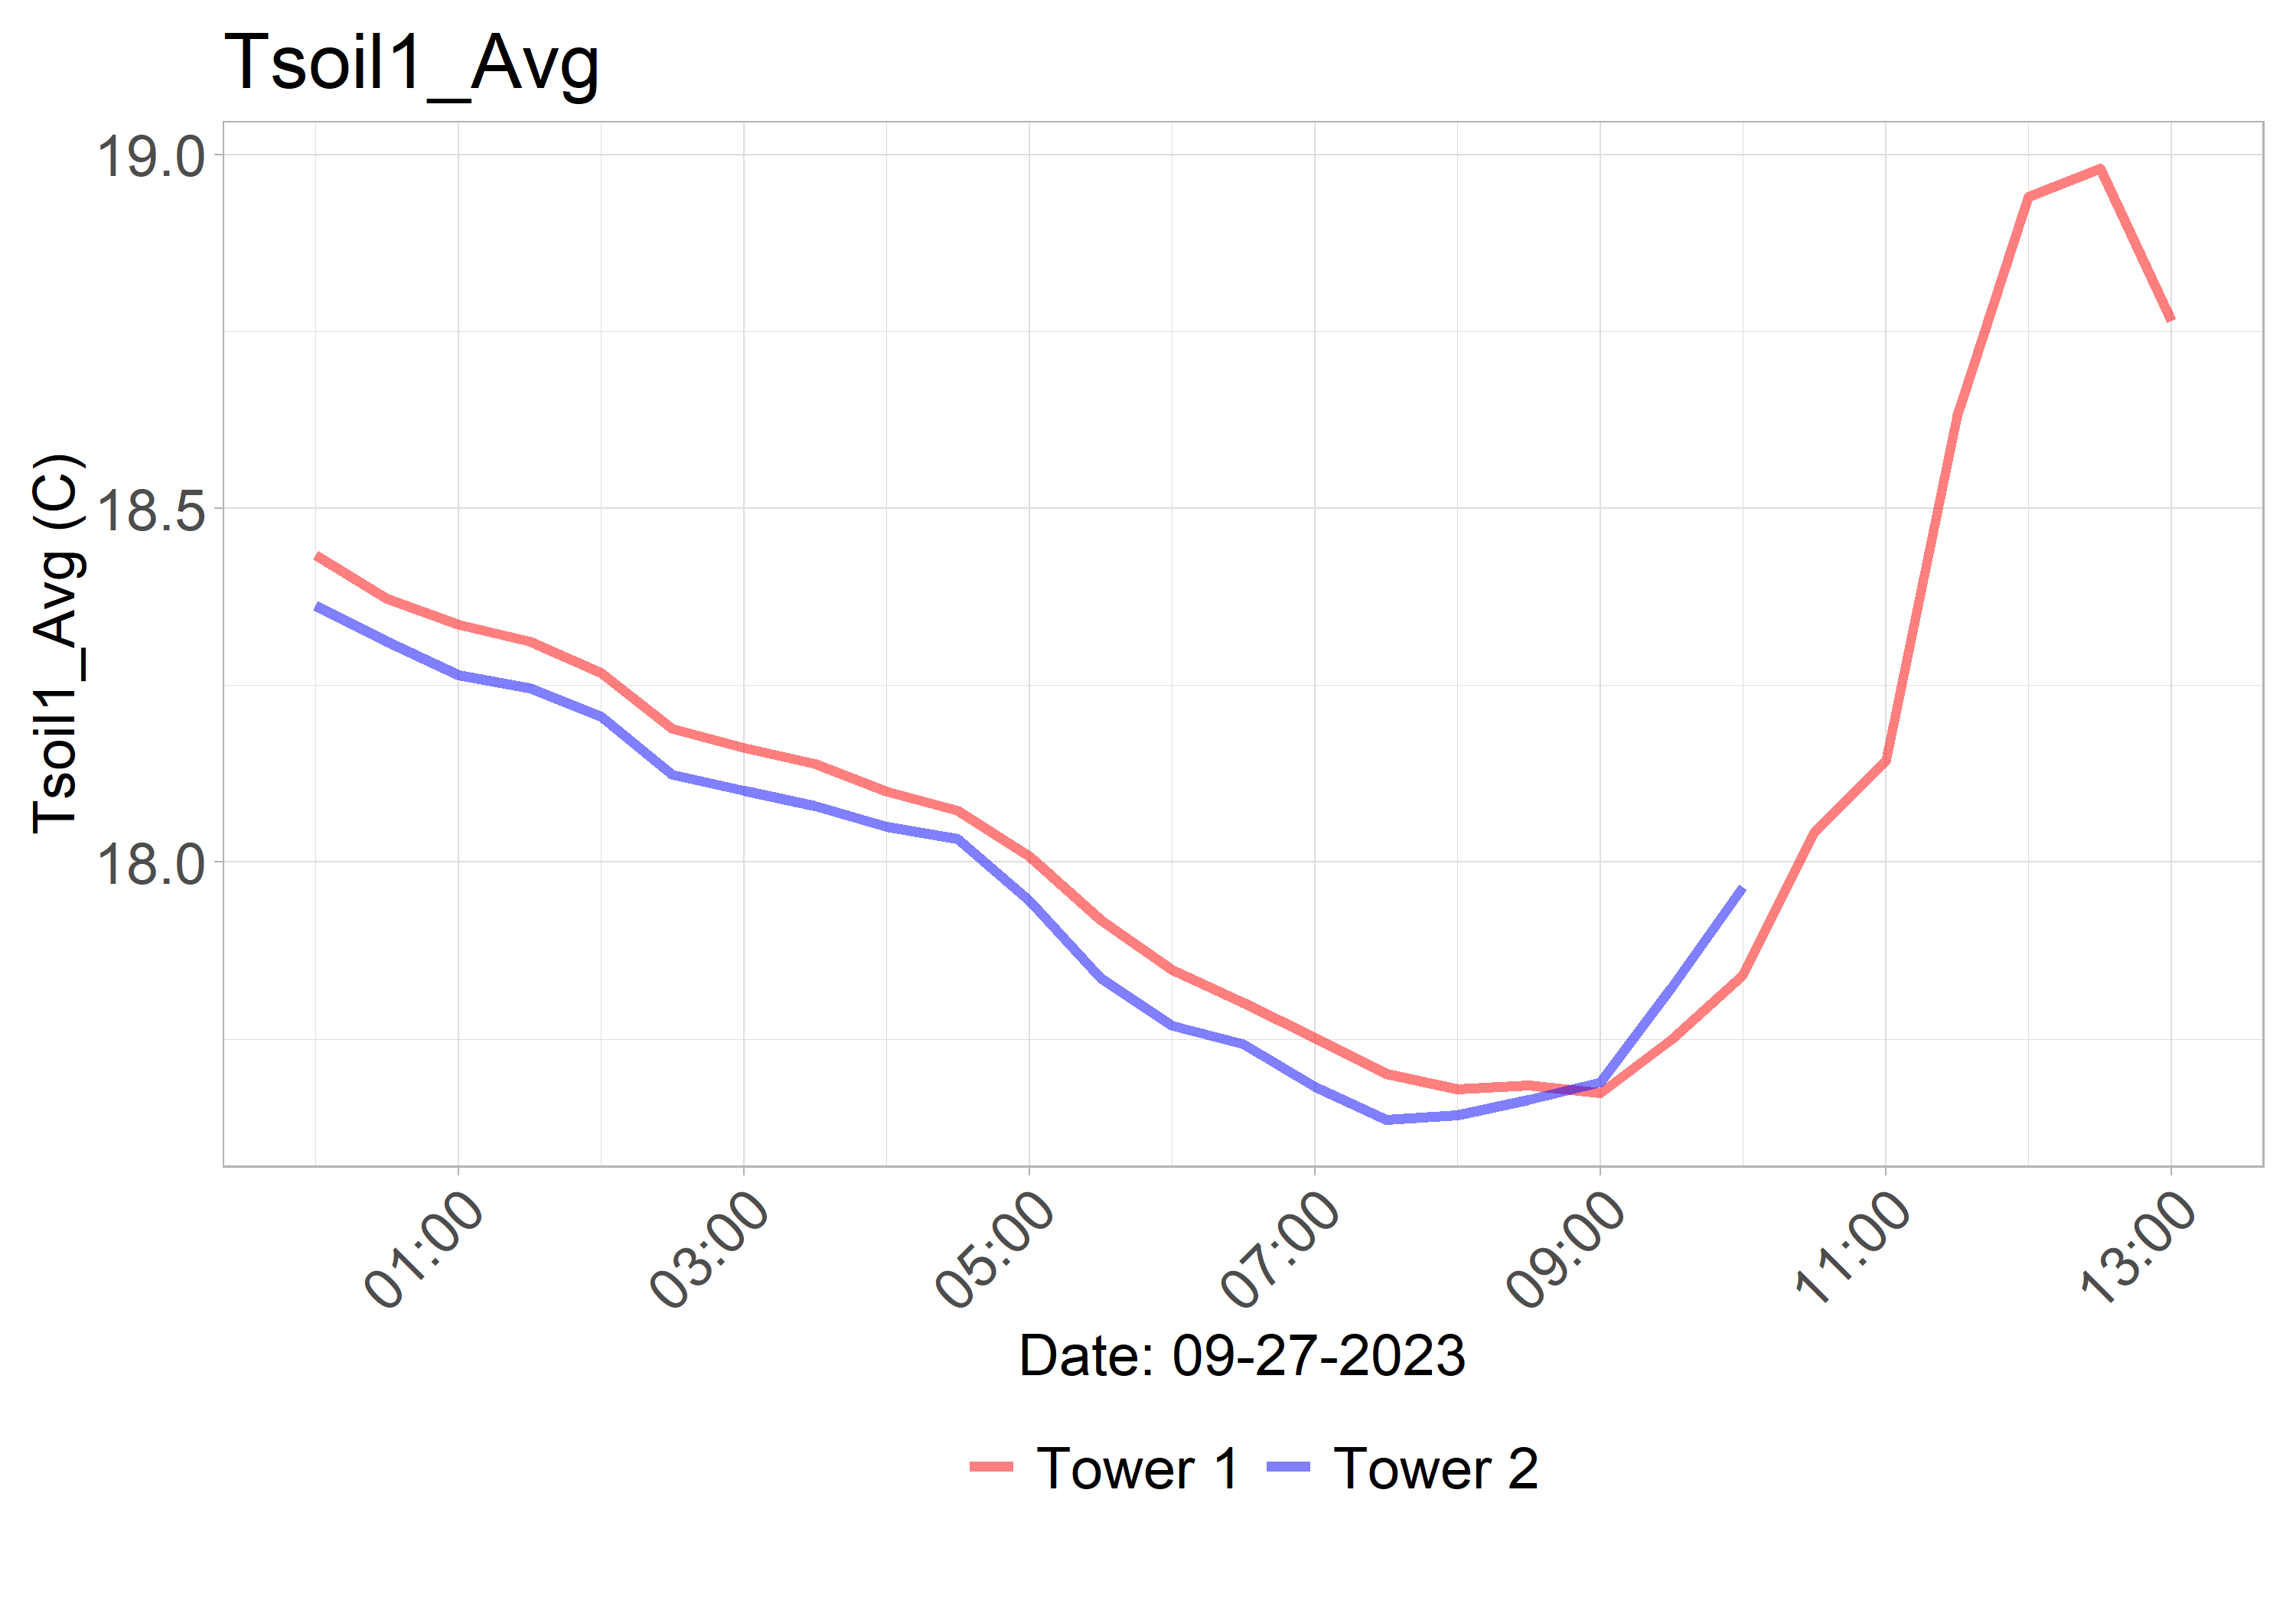 Tsoil1_Avg
Tsoil1_Avg (C)
19.0
18.5
18.0
01:00 03:00 05:00 07:00 09:00 11:00 13:00
Date: 09-27-2023
Tower 1 Tower 2